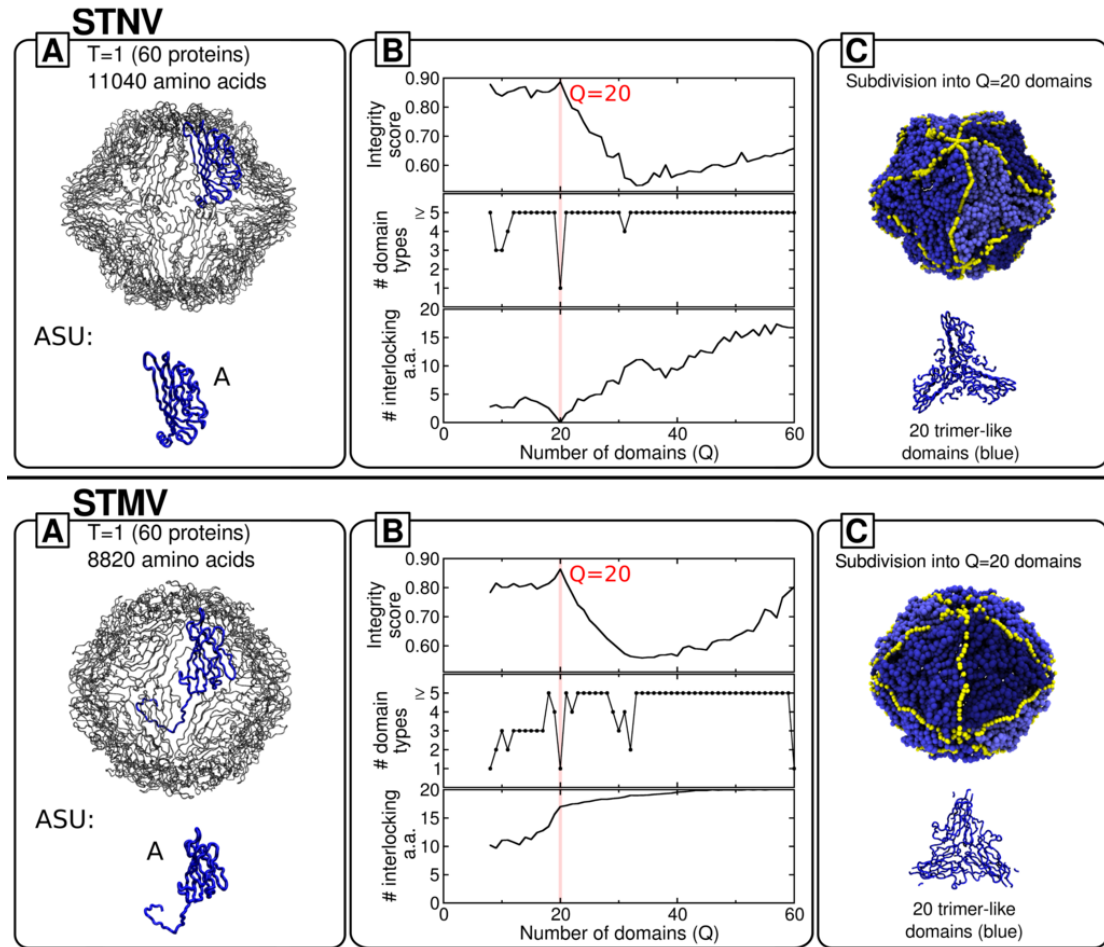 STNV
A
T=1 (60 proteins)
11040 amino acids
ASU:
A
B
Integrity
score
0.90
0.80
0.70
0.60
Q=20
# domain
types
≥ 5
4
3
2
1
# interlocking
a.a.
20
15
10
5
0
0 20 40 60
Number of domains (Q)
C
Subdivision into Q=20 domains
20 trimer-like
domains (blue)
STMV
A
T=1 (60 proteins)
8820 amino acids
ASU:
A
B
Integrity
score
0.90
0.80
0.70
0.60
Q=20
# domain
types
≥ 5
4
3
2
1
# interlocking
a.a.
20
15
10
5
0
0 20 40 60
Number of domains (Q)
C
Subdivision into Q=20 domains
20 trimer-like
domains (blue)